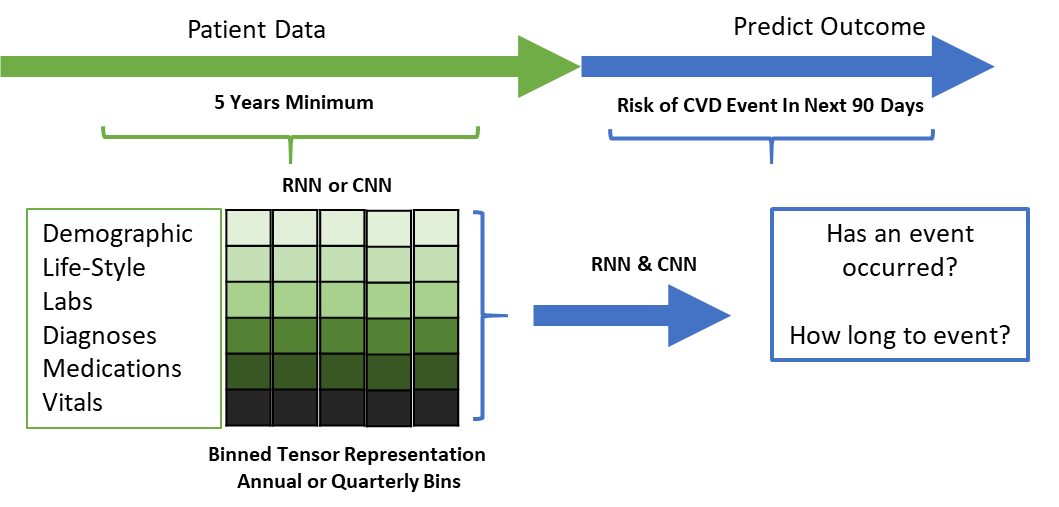 Patient Data
Predict Outcome
5 Years Minimum
Risk of CVD Event In Next 90 Days
RNN or CNN
Demographic
Life-Style
Labs
Diagnoses
Medications
Vitals
RNN & CNN
Has an event
occurred?
How long to event?
Binned Tensor Representation
Annual or Quarterly Bins